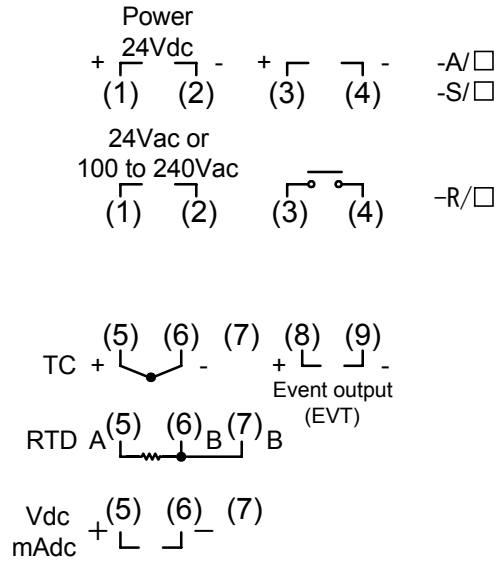 Power
24Vdc
+ - + - -A/□
(1) (2) (3) (4) -S/□
24Vac or
100 to 240Vac
(1) (2) (3) (4) -R/□
(5) (6) (7) (8) (9)
TC + - + -
Event output
(EVT)
RTD A (5) (6) B (7) B
Vdc + (5) (6) - (7)
mAdc